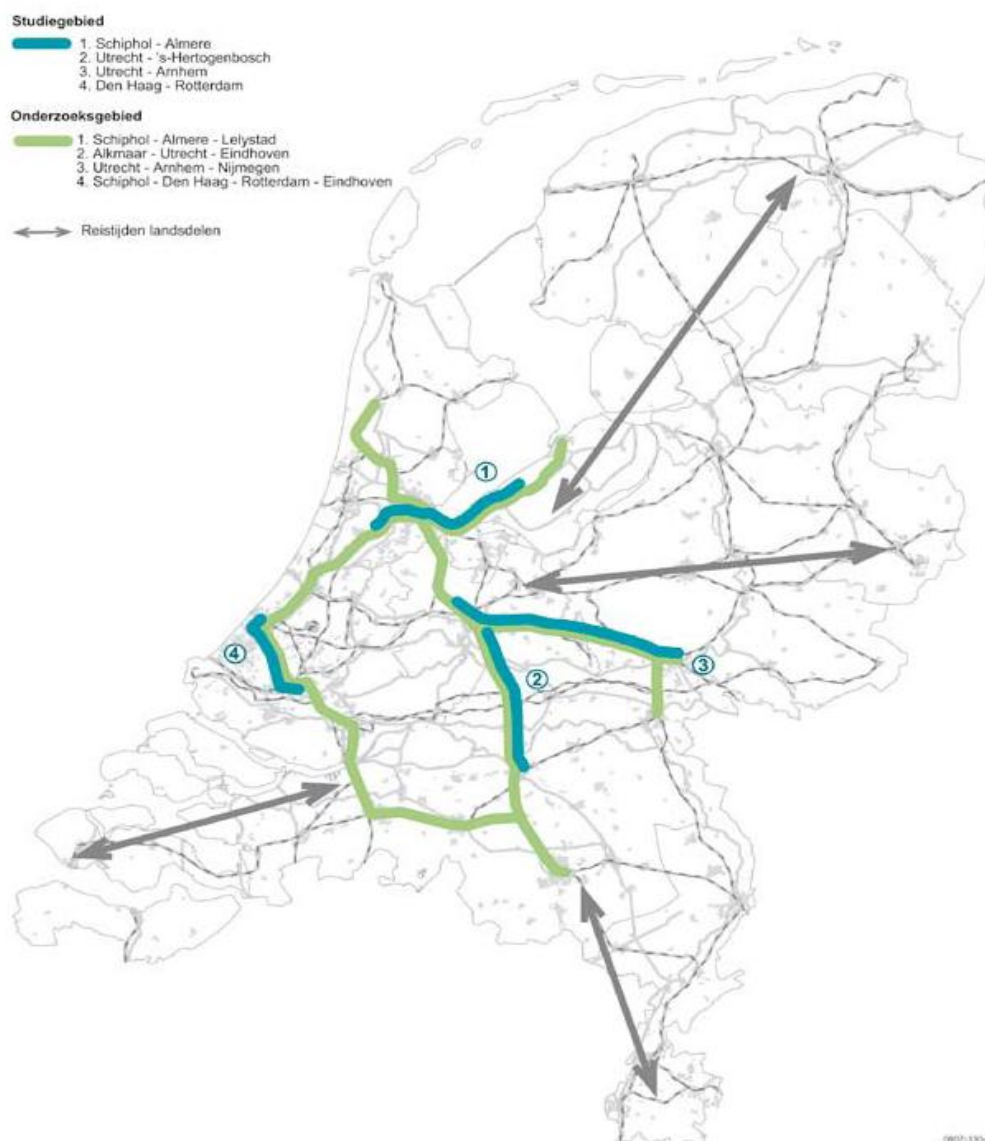 Studiegebied
1. Schiphol - Almere
2. Utrecht - 's-Hertogenbosch
3. Utrecht - Arnhem
4. Den Haag - Rotterdam
Onderzoeksgebied
1. Schiphol - Almere - Lelystad
2. Alkmaar - Utrecht - Eindhoven
3. Utrecht - Arnhem - Nijmegen
4. Schiphol - Den Haag - Rotterdam - Eindhoven
Reistijden landsdelen
1
4
2
3